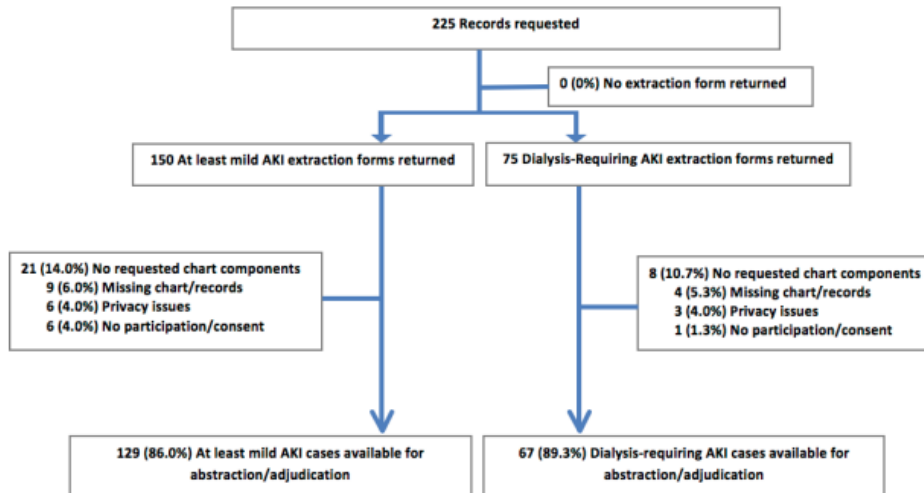 225 Records requested
0 (0%) No extraction form returned
150 At least mild AKI extraction forms returned
75 Dialysis-Requiring AKI extraction forms returned
21 (14.0%) No requested chart components
9 (6.0%) Missing chart/records
6 (4.0%) Privacy issues
6 (4.0%) No participation/consent
8 (10.7%) No requested chart components
4 (5.3%) Missing chart/records
3 (4.0%) Privacy issues
1 (1.3%) No participation/consent
129 (86.0%) At least mild AKI cases available for
abstraction/adjudication
67 (89.3%) Dialysis-requiring AKI cases available for
abstraction/adjudication